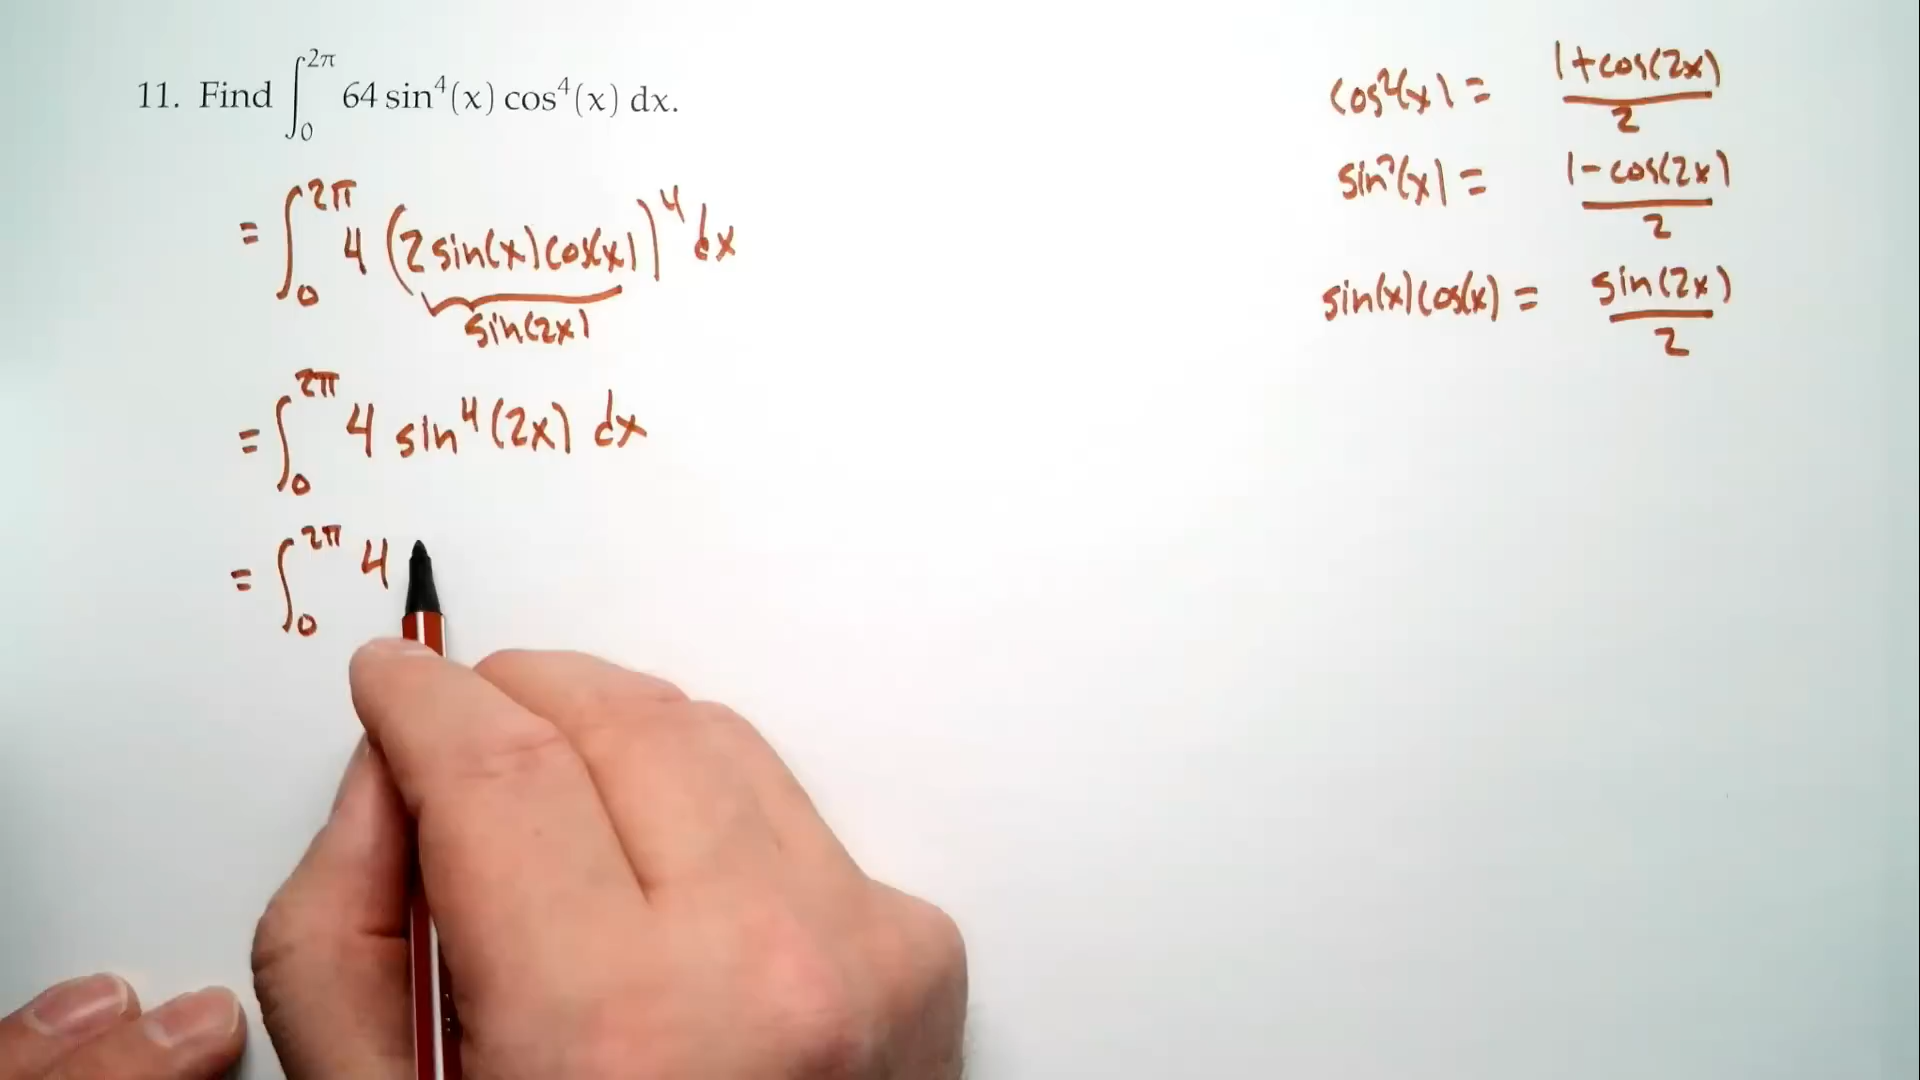 11. Find ∫₀^{2π} 64 sin⁴(x) cos⁴(x) dx.
= ∫₀^{2π} 4 (2sin(x)cos(x))⁴ dx
sin(2x)
= ∫₀^{2π} 4 sin⁴(2x) dx
= ∫₀^{2π} 4
cos²(x) = 1+cos(2x) / 2
sin²(x) = 1-cos(2x) / 2
sin(x)cos(x) = sin(2x) / 2